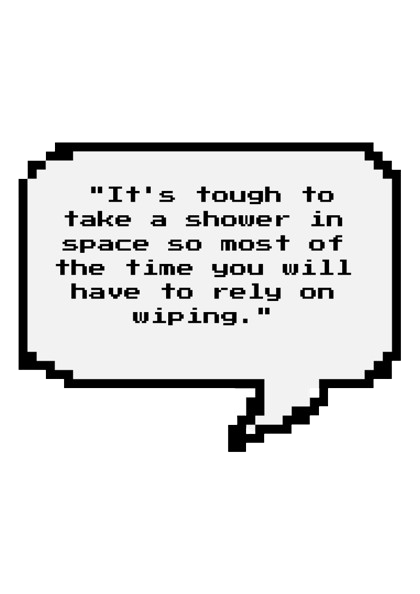 "It's tough to
take a shower in
space so most of
the time you will
have to rely on
wiping."